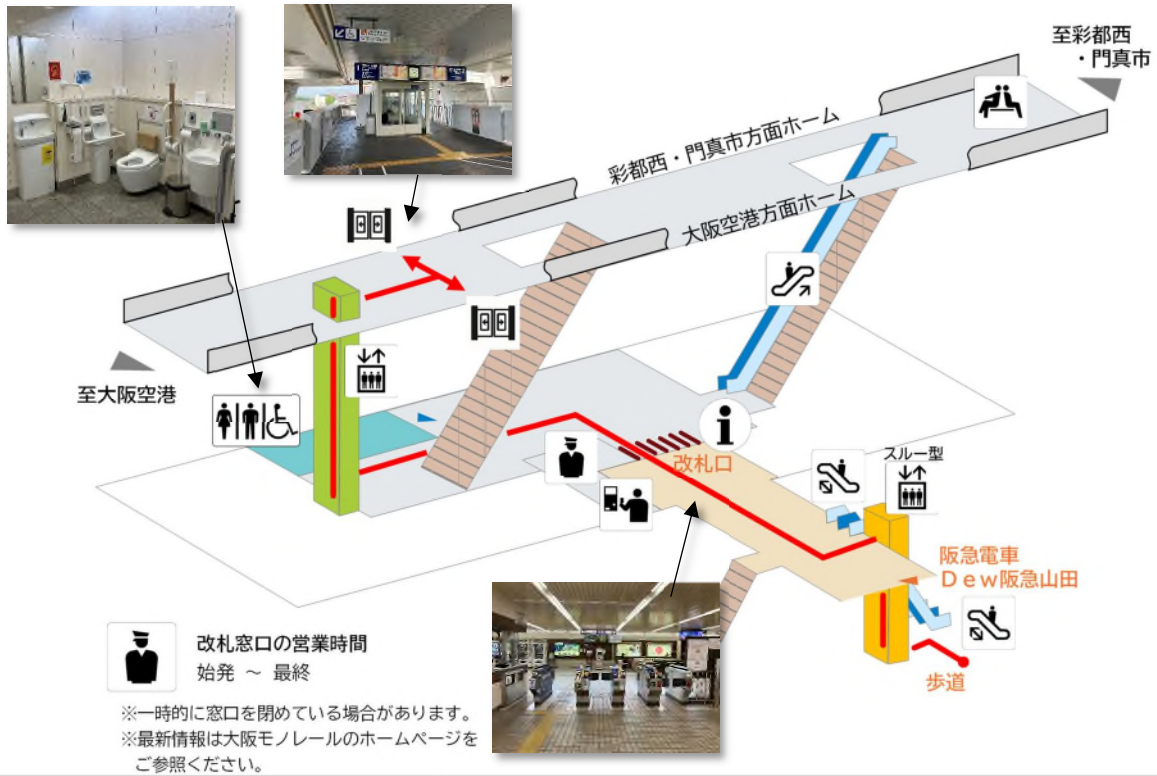 至彩都西
・門真市
彩都西・門真市方面ホーム
大阪空港方面ホーム
至大阪空港
改札口
スルー型
阪急電車
Ｄｅｗ阪急山田
歩道
改札窓口の営業時間
始発 ～ 最終
※一時的に窓口を閉めている場合があります。
※最新情報は大阪モノレールのホームページを
ご参照ください。